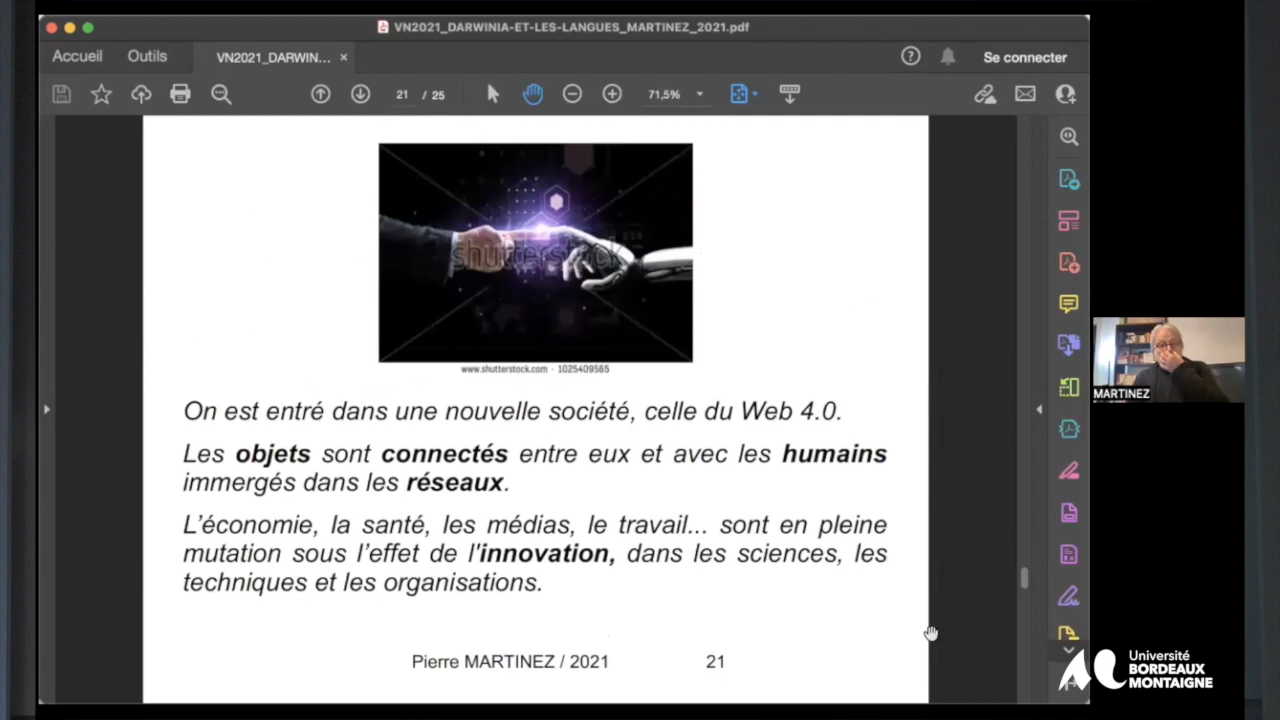 VN2021_DARWINIA-ET-LES-LANGUES_MARTINEZ_2021.pdf
Accueil
Outils
VN2021_DARWIN...
Se connecter
21 / 25
71,5%
shutterstock
www.shutterstock.com · 1025409565
On est entré dans une nouvelle société, celle du Web 4.0.
Les objets sont connectés entre eux et avec les humains
immergés dans les réseaux.
L'économie, la santé, les médias, le travail... sont en pleine
mutation sous l'effet de l'innovation, dans les sciences, les
techniques et les organisations.
Pierre MARTINEZ / 2021
21
MARTINEZ
Université
BORDEAUX
MONTAIGNE